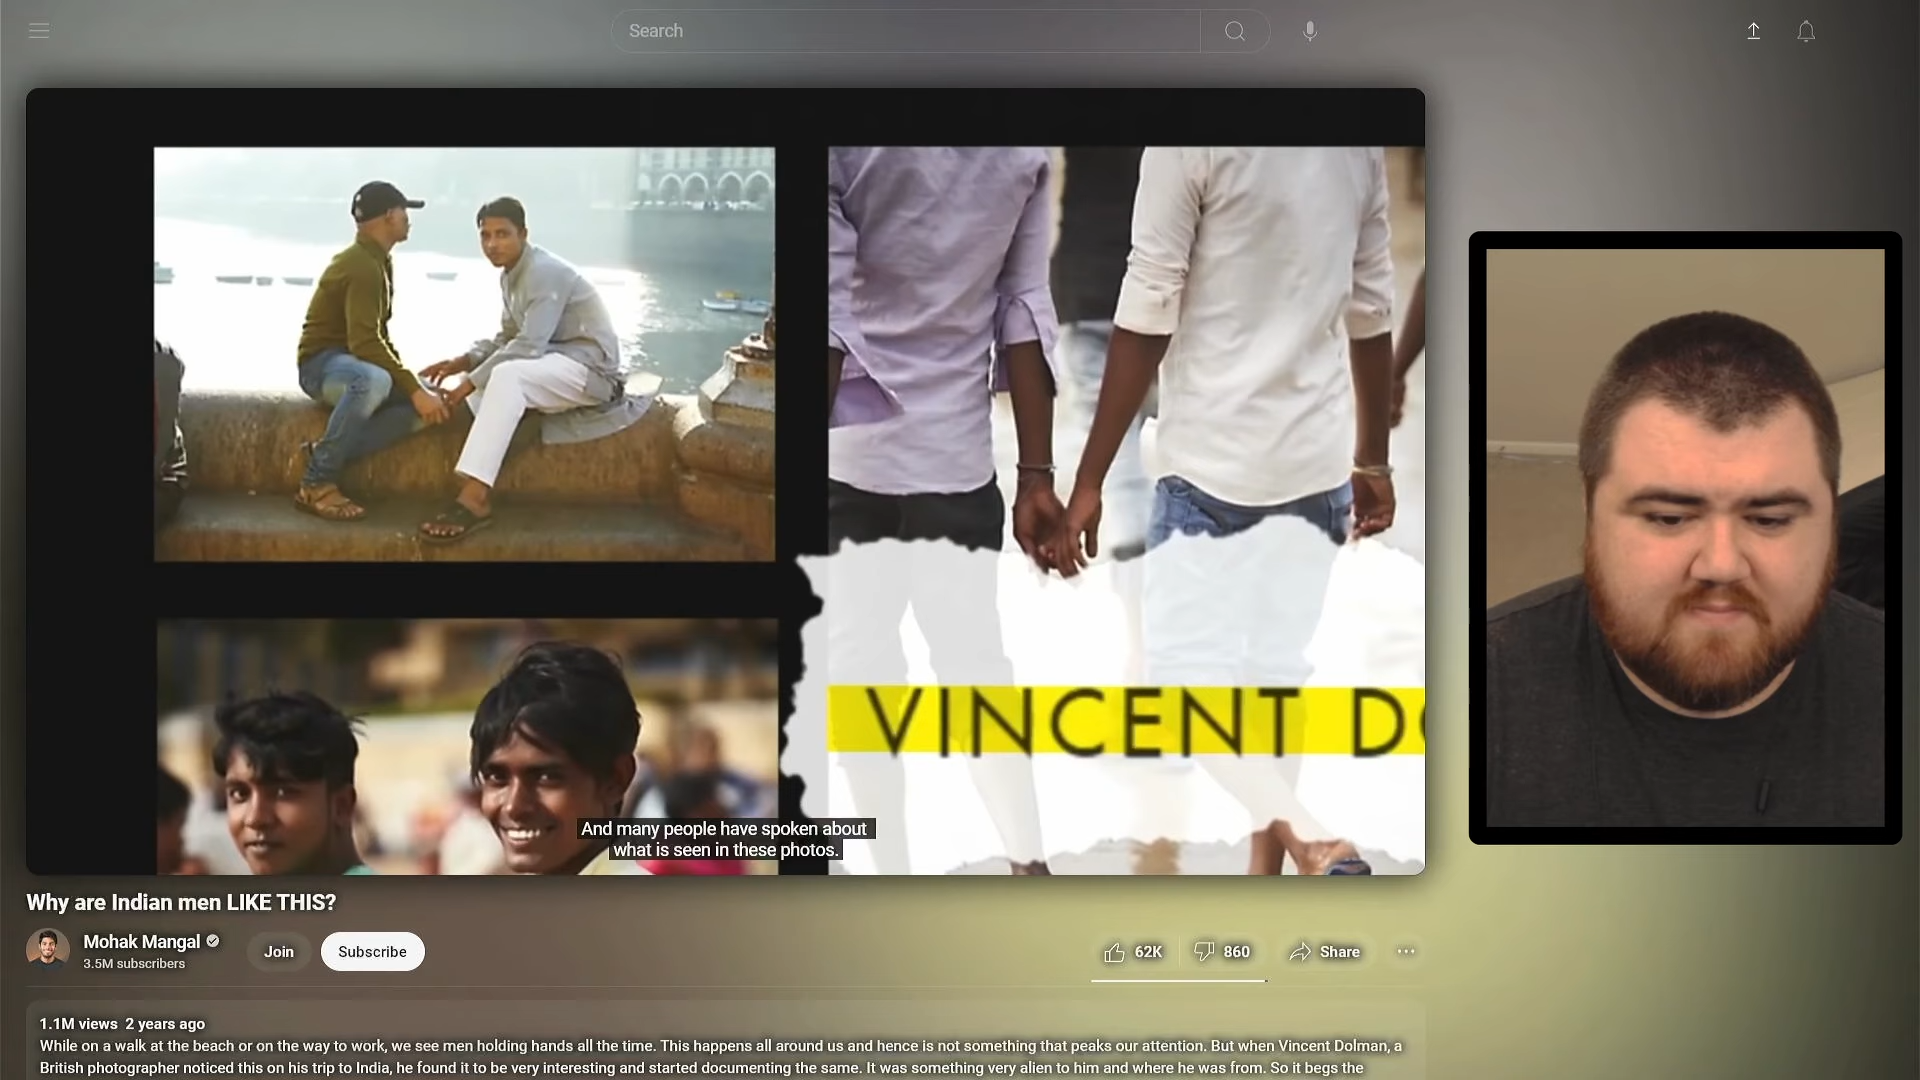 Search
VINCENT
And many people have spoken about
what is seen in these photos.
Why are Indian men LIKE THIS?
Mohak Mangal
3.5M subscribers
Join
Subscribe
62K
860
Share
1.1M views 2 years ago
While on a walk at the beach or on the way to work, we see men holding hands all the time. This happens all around us and hence is not something that peaks our attention. But when Vincent Dolman, a
British photographer noticed this on his trip to India, he found it to be very interesting and started documenting the same. It was something very alien to him and where he was from. So it begs the